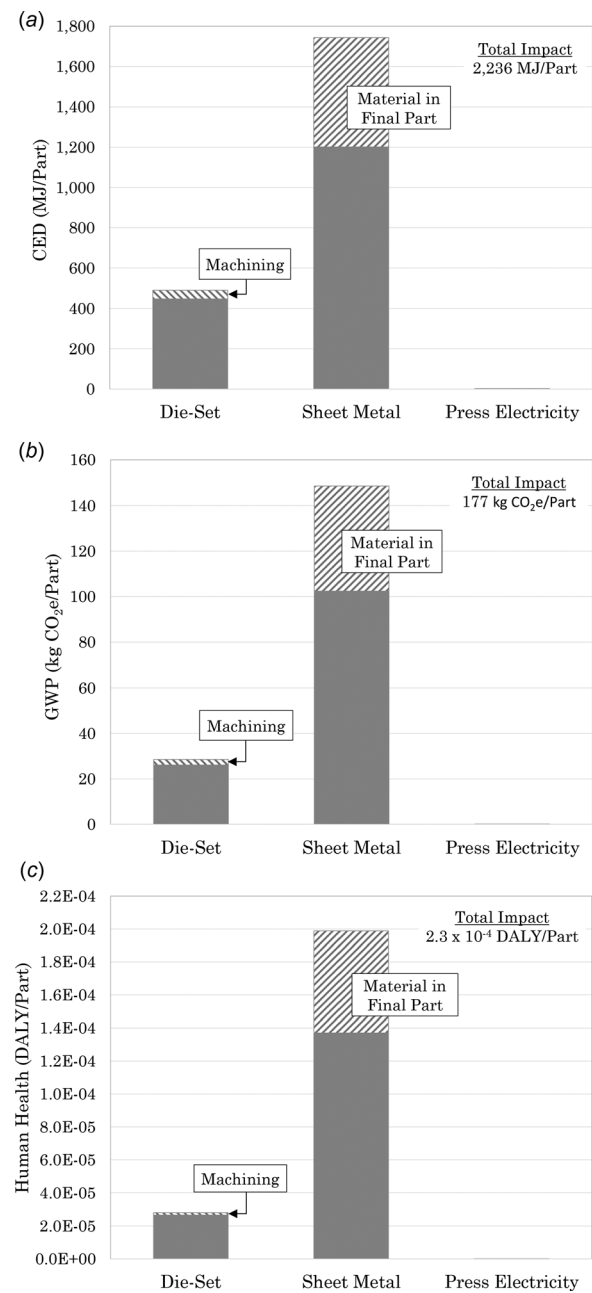 (a)
1,800
1,600
1,400
1,200
1,000
800
600
400
200
0
CED (MJ/Part)
Total Impact
2,236 MJ/Part
Material in
Final Part
Machining
Die-Set Sheet Metal Press Electricity
(b)
160
140
120
100
80
60
40
20
0
GWP (kg CO₂e/Part)
Total Impact
177 kg CO₂e/Part
Material in
Final Part
Machining
Die-Set Sheet Metal Press Electricity
(c)
2.2E-04
2.0E-04
1.8E-04
1.6E-04
1.4E-04
1.2E-04
1.0E-04
8.0E-05
6.0E-05
4.0E-05
2.0E-05
0.0E+00
Human Health (DALY/Part)
Total Impact
2.3 x 10⁻⁴ DALY/Part
Material in
Final Part
Machining
Die-Set Sheet Metal Press Electricity